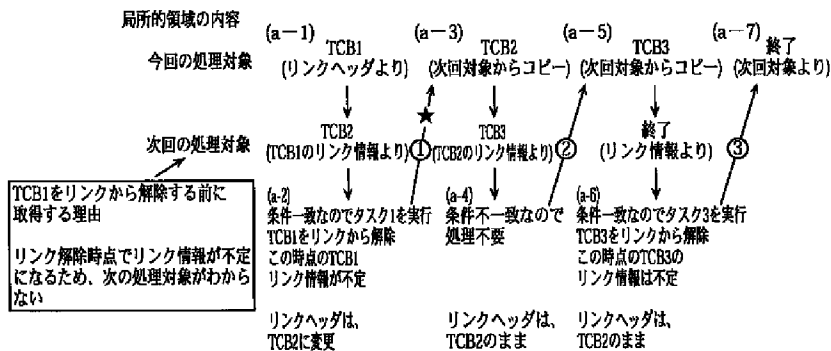 局所的領域の内容
(a－1)
(a－3)
(a－5)
(a－7)
今回の処理対象
TCB1
(リンクヘッダより)
TCB2
(次回対象からコピー)
TCB3
(次回対象からコピー)
終了
(次回対象より)
★
次回の処理対象
TCB2
(TCB1のリンク情報より)
①
TCB3
(TCB2のリンク情報より)
②
終了
(リンク情報より)
③
TCB1をリンクから解除する前に
取得する理由
リンク解除時点でリンク情報が不定
になるため、次の処理対象がわから
ない
(a-2)
条件一致なのでタスク1を実行
TCB1をリンクから解除
この時点のTCB1
リンク情報が不定
(a-4)
条件不一致なので
処理不要
(a-6)
条件一致なのでタスク3を実行
TCB3をリンクから解除
この時点のTCB3の
リンク情報は不定
リンクヘッダは、
TCB2に変更
リンクヘッダは、
TCB2のまま
リンクヘッダは、
TCB2のまま